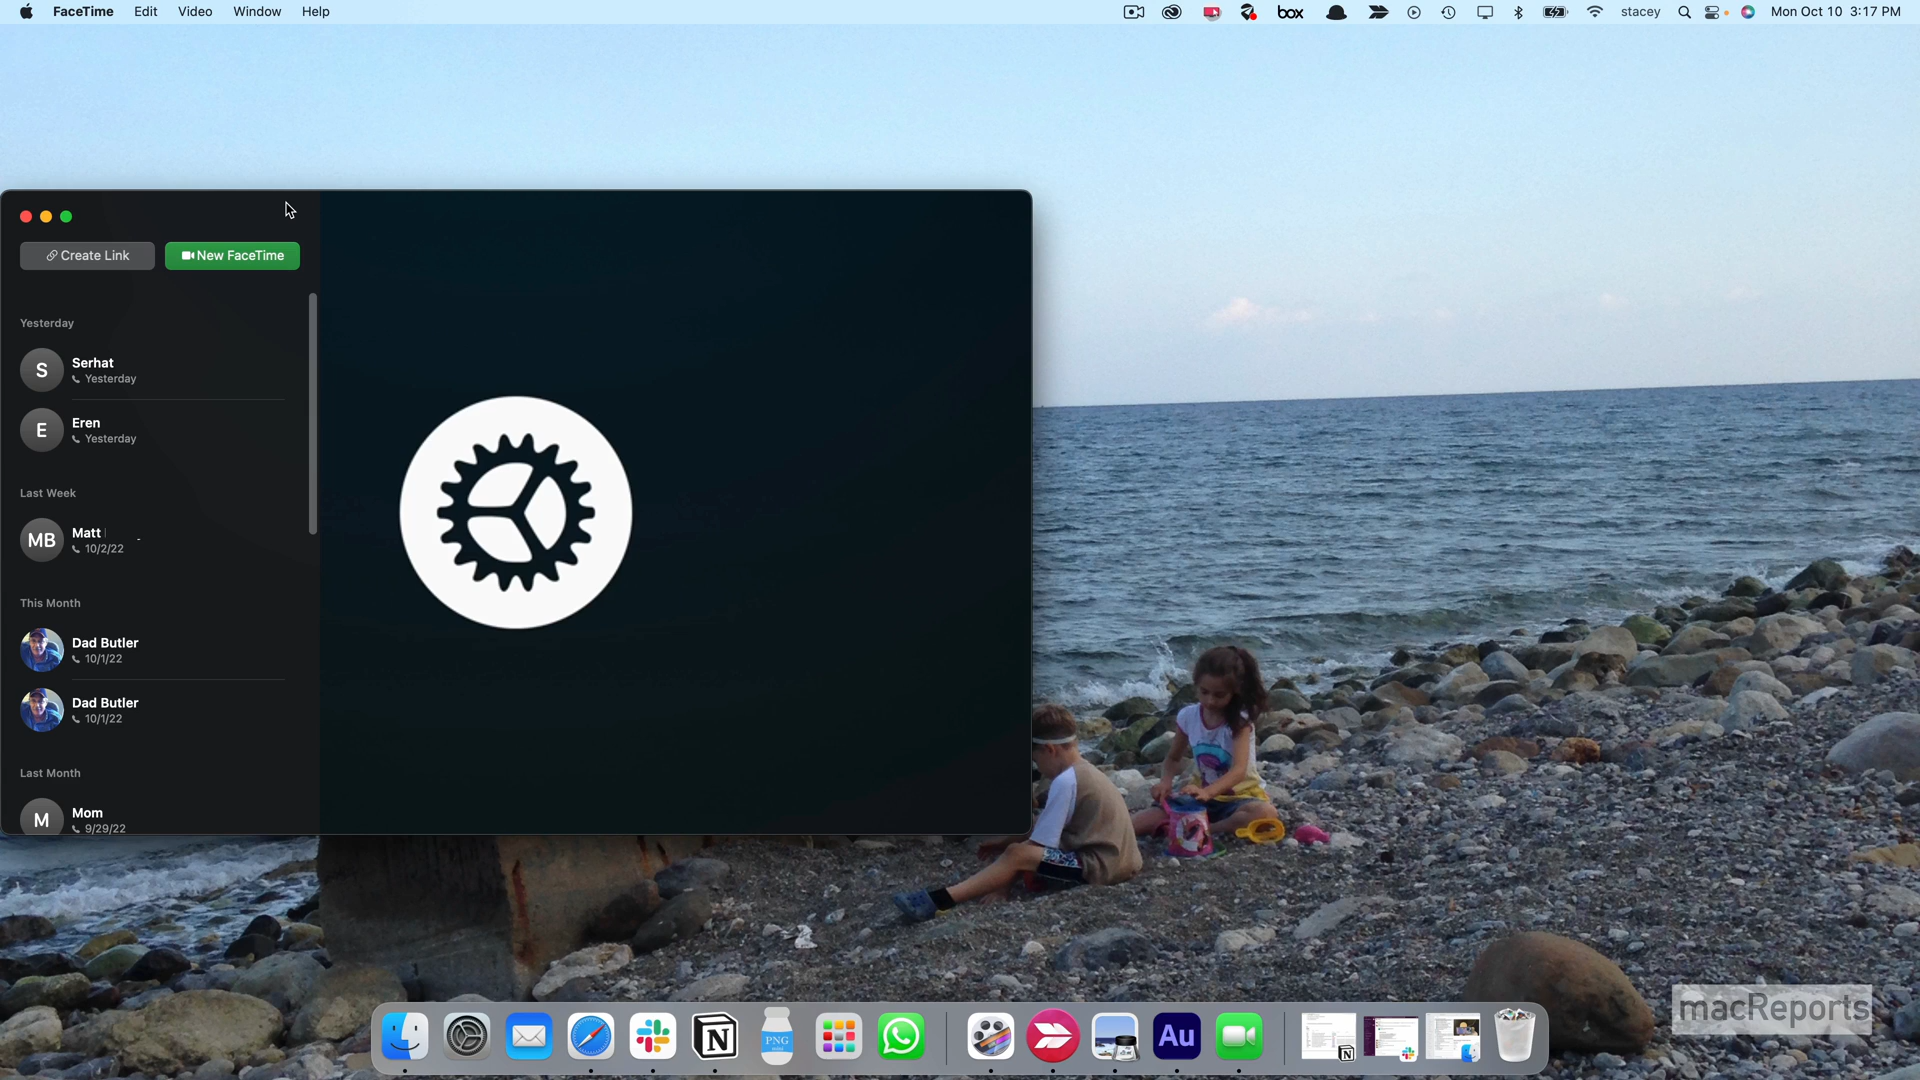 FaceTime Edit Video Window Help
box
stacey
Mon Oct 10 3:17 PM
Create Link
New FaceTime
Yesterday
S
Serhat
Yesterday
E
Eren
Yesterday
Last Week
MB
Matt
10/2/22
This Month
Dad Butler
10/1/22
Dad Butler
10/1/22
Last Month
M
Mom
9/29/22
PNG
Au
macReports